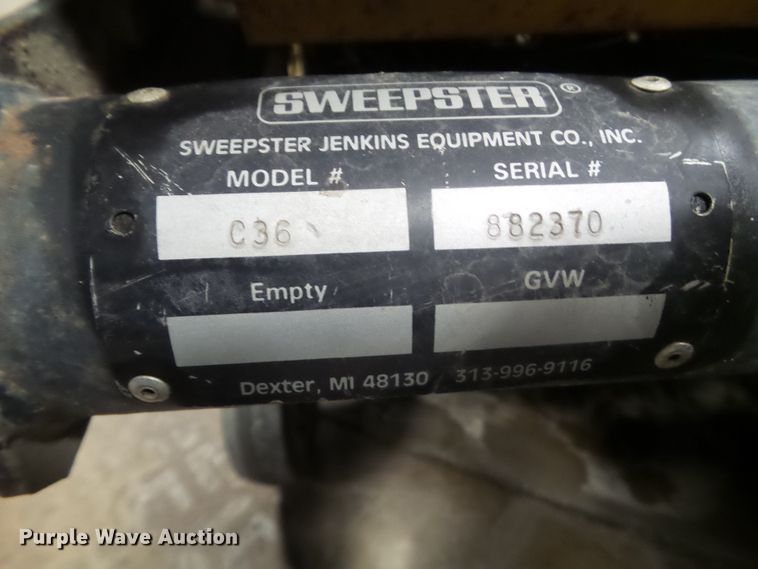 SWEEPSTER®
SWEEPSTER JENKINS EQUIPMENT CO., INC.
MODEL # SERIAL #
C36 882370
Empty GVW
Dexter, MI 48130 313-996-9116
Purple Wave Auction